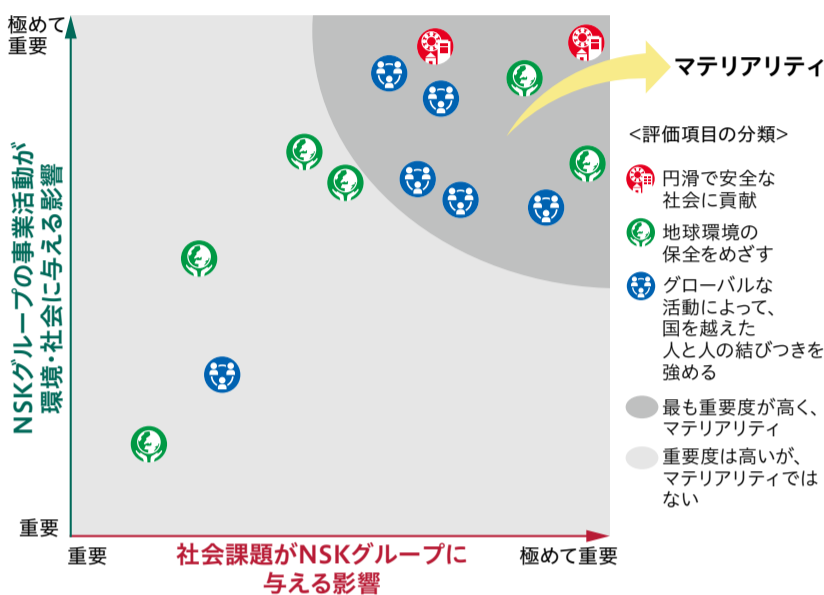 極めて
重要
NSKグループの事業活動が
環境・社会に与える影響
重要
重要
社会課題がNSKグループに
与える影響
極めて重要
マテリアリティ
<評価項目の分類>
円滑で安全な
社会に貢献
地球環境の
保全をめざす
グローバルな
活動によって、
国を越えた
人と人の結びつきを
強める
最も重要度が高く、
マテリアリティ
重要度は高いが、
マテリアリティでは
ない